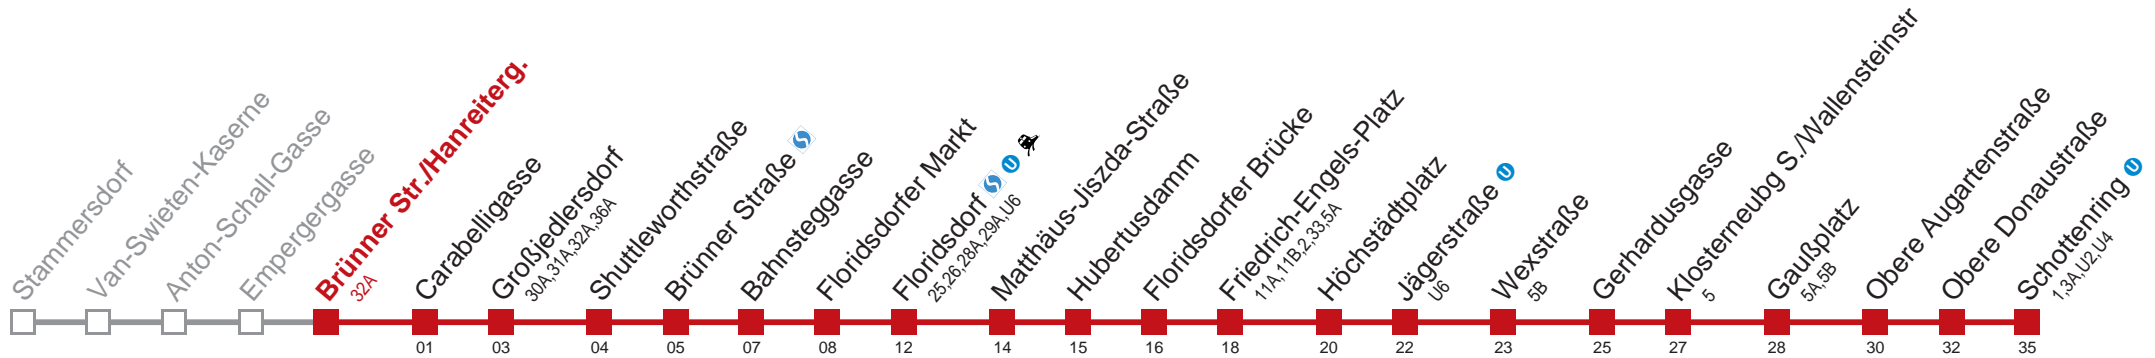 Stammersdorf
Van-Swieten-Kaserne
Anton-Schall-Gasse
Empergergasse
Brünner Str./Hanreiterg.
32A
Carabelligasse
Großjedlersdorf
30A,31A,32A,36A
Shuttleworthstraße
Brünner Straße
Bahnsteggasse
Floridsdorfer Markt
Floridsdorf U
25,26,28A,29A,U6
Matthäus-Jiszda-Straße
Hubertusdamm
Floridsdorfer Brücke
Friedrich-Engels-Platz
11A,11B,2,33,5A
Höchstädtplatz
Jägerstraße U
U6
Wexstraße
5B
Gerhardusgasse
Klosterneubg S./Wallensteinstr
5
Gaußplatz
5A,5B
Obere Augartenstraße
Obere Donaustraße
Schottenring U
1,3A,U2,U4
01 03 04 05 07 08 12 14 15 16 18 20 22 23 25 27 28 30 32 35